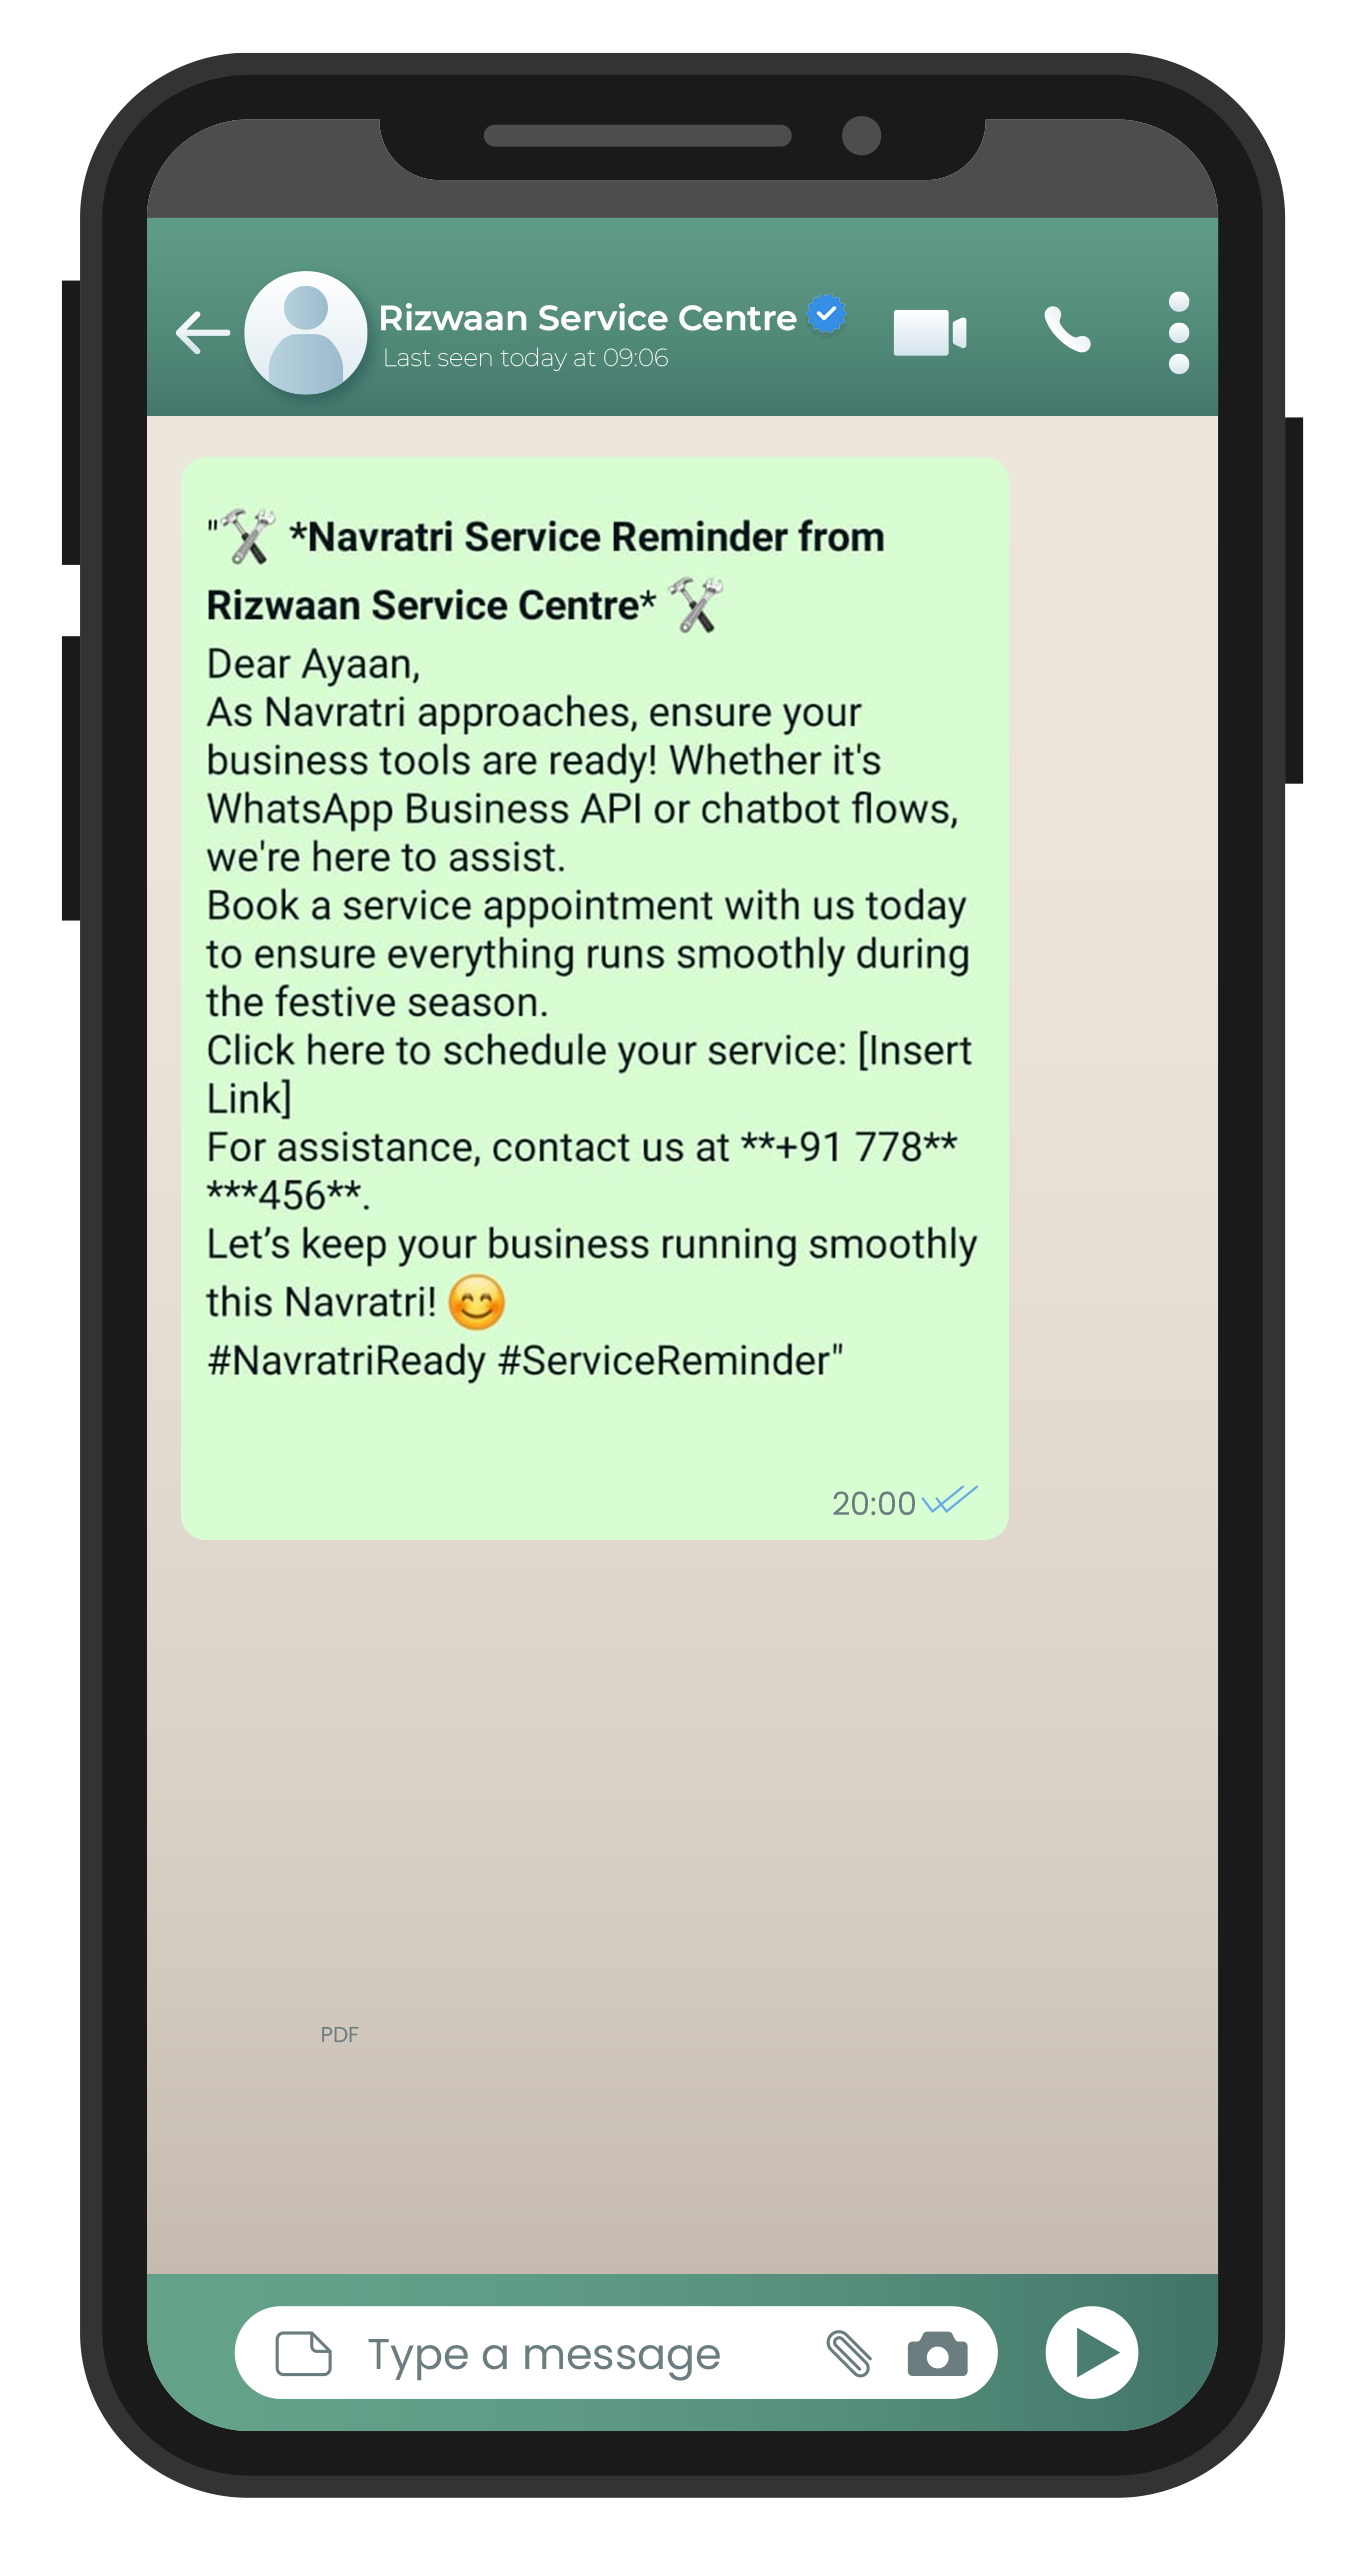 Rizwaan Service Centre
Last seen today at 09:06
"🛠 *Navratri Service Reminder from
Rizwaan Service Centre* 🛠
Dear Ayaan,
As Navratri approaches, ensure your
business tools are ready! Whether it's
WhatsApp Business API or chatbot flows,
we're here to assist.
Book a service appointment with us today
to ensure everything runs smoothly during
the festive season.
Click here to schedule your service: [Insert
Link]
For assistance, contact us at **+91 778**
***456**.
Let’s keep your business running smoothly
this Navratri! 😊
#NavratriReady #ServiceReminder"
20:00
PDF
Type a message